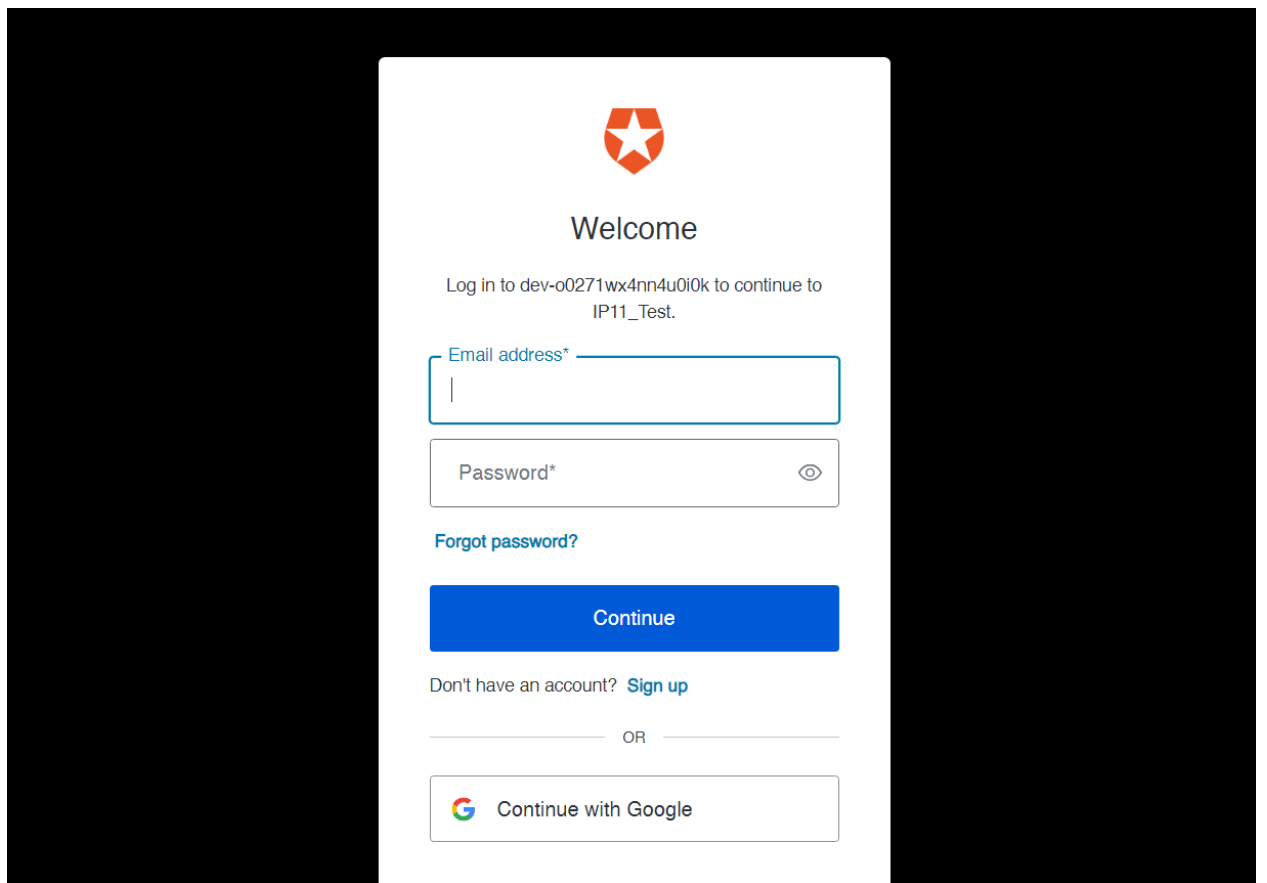 Welcome
Log in to dev-o0271wx4nn4u0i0k to continue to
IP11_Test.
Email address*
Password*
Forgot password?
Continue
Don't have an account? Sign up
OR
Continue with Google